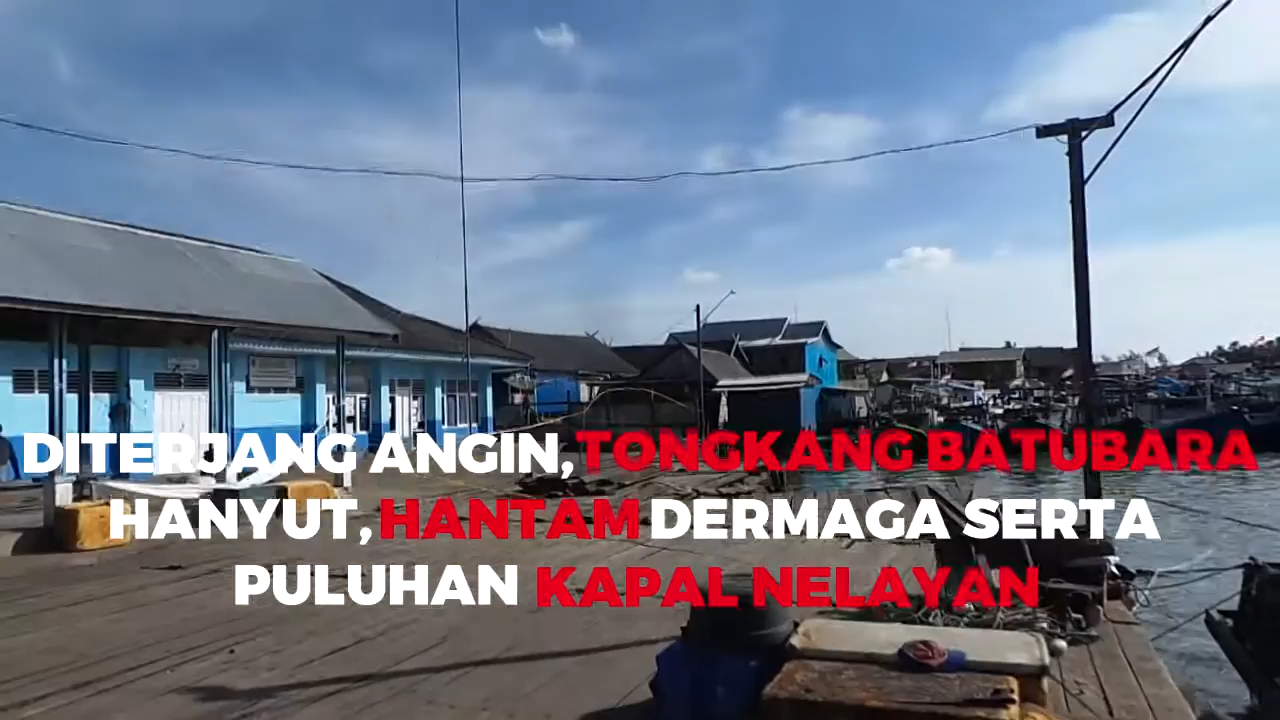 DITERJANG ANGIN, TONGKANG BATUBARA
HANYUT, HANTAM DERMAGA SERTA
PULUHAN KAPAL NELAYAN